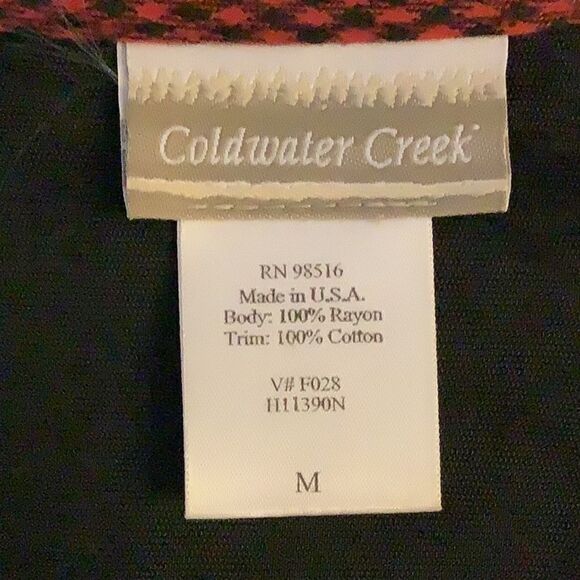 Coldwater Creek
RN 98516
Made in U.S.A.
Body: 100% Rayon
Trim: 100% Cotton
V# F028
H11390N
M